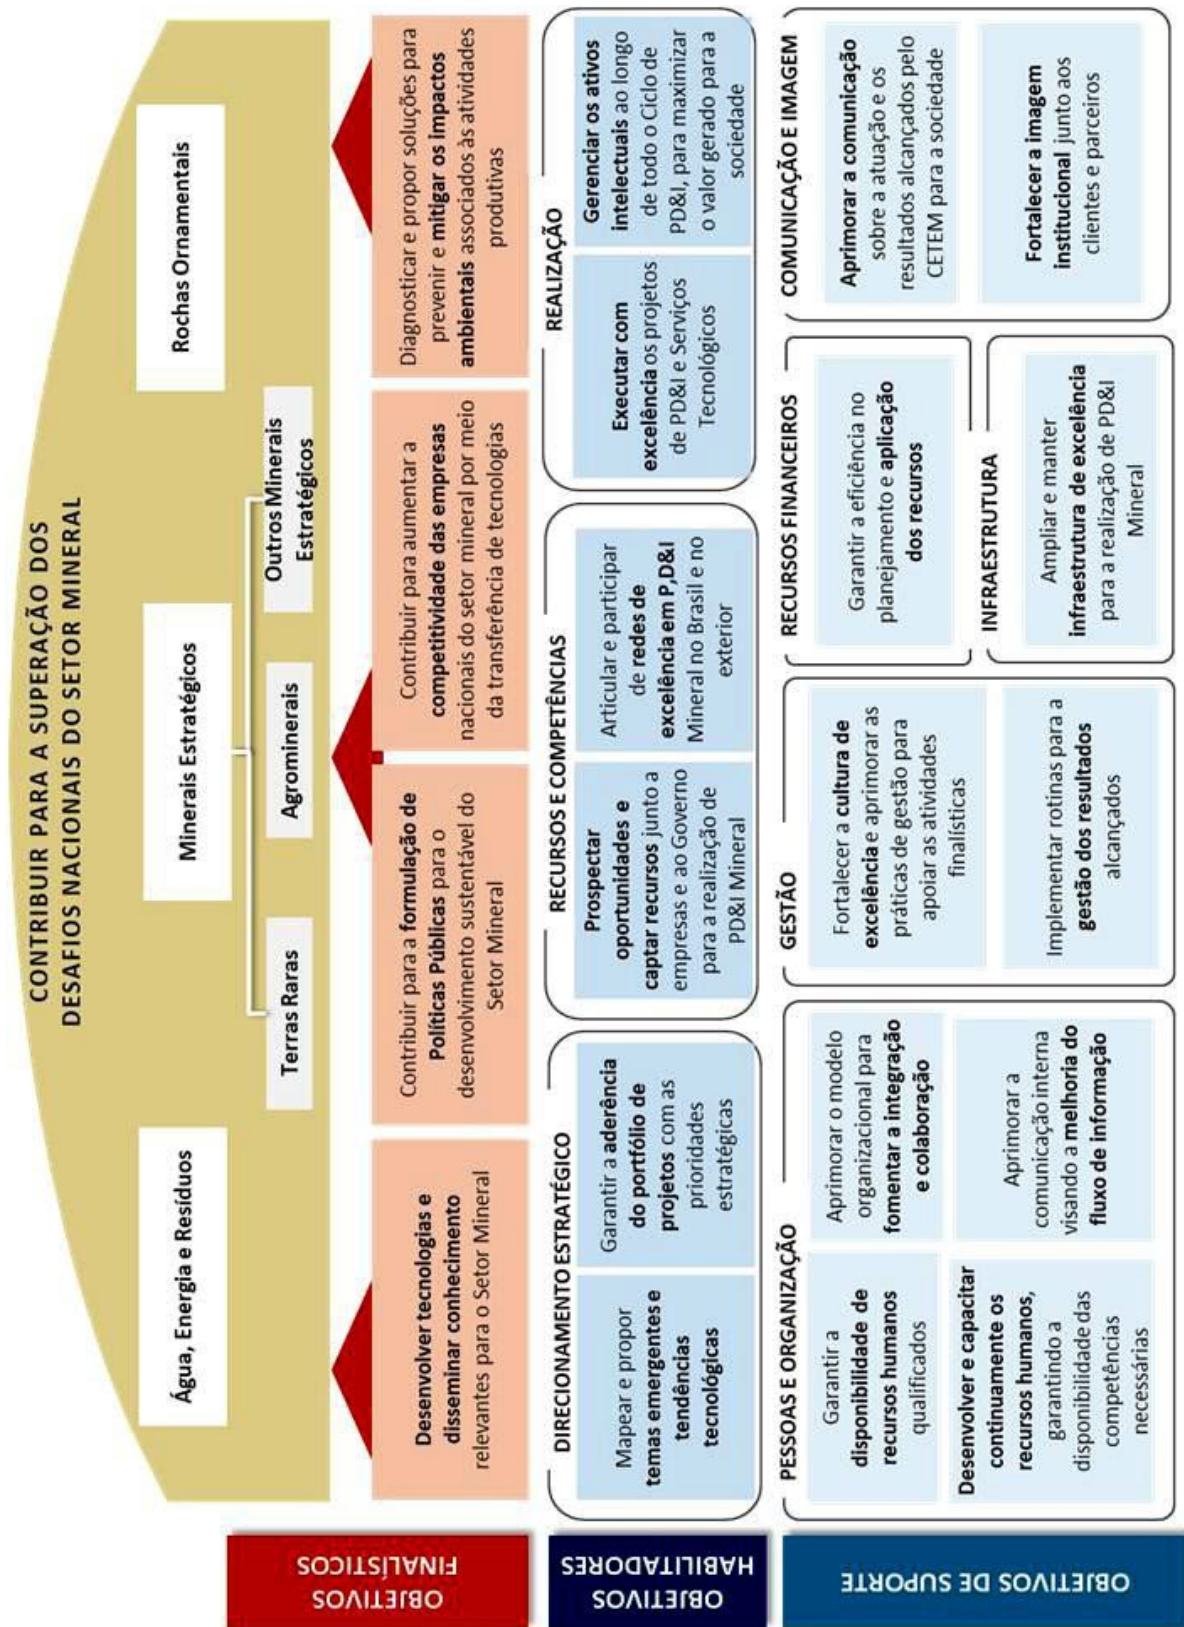 CONTRIBUIR PARA A SUPERAÇÃO DOS
DESAFIOS NACIONAIS DO SETOR MINERAL
Água, Energia e Resíduos
Minerais Estratégicos
Rochas Ornamentais
Terras Raras
Agrominerais
Outros Minerais
Estratégicos
OBJETIVOS
FINALÍSTICOS
Desenvolver tecnologias e
disseminar conhecimento
relevantes para o Setor Mineral
Contribuir para a formulação de
Políticas Públicas para o
desenvolvimento sustentável do
Setor Mineral
Contribuir para aumentar a
competitividade das empresas
nacionais do setor mineral por meio
da transferência de tecnologias
Diagnosticar e propor soluções para
prevenir e mitigar os impactos
ambientais associados às atividades
produtivas
OBJETIVOS
HABILITADORES
DIRECIONAMENTO ESTRATÉGICO
Mapear e propor
temas emergentes e
tendências
tecnológicas
Garantir a aderência
do portfólio de
projetos com as
prioridades
estratégicas
RECURSOS E COMPETÊNCIAS
Prospectar
oportunidades e
captar recursos junto a
empresas e ao Governo
para a realização de
PD&I Mineral
Articular e participar
de redes de
excelência em P,D&I
Mineral no Brasil e no
exterior
REALIZAÇÃO
Executar com
excelência os projetos
de PD&I e Serviços
Tecnológicos
Gerenciar os ativos
intelectuais ao longo
de todo o Ciclo de
PD&I, para maximizar
o valor gerado para a
sociedade
OBJETIVOS DE SUPORTE
PESSOAS E ORGANIZAÇÃO
Garantir a
disponibilidade de
recursos humanos
qualificados
Aprimorar o modelo
organizacional para
fomentar a integração
e colaboração
Desenvolver e capacitar
continuamente os
recursos humanos,
garantindo a
disponibilidade das
competências
necessárias
Aprimorar a
comunicação interna
visando a melhoria do
fluxo de informação
GESTÃO
Fortalecer a cultura de
excelência e aprimorar as
práticas de gestão para
apoiar as atividades
finalísticas
Implementar rotinas para a
gestão dos resultados
alcançados
RECURSOS FINANCEIROS
Garantir a eficiência no
planejamento e aplicação
dos recursos
INFRAESTRUTURA
Ampliar e manter
infraestrutura de excelência
para a realização de PD&I
Mineral
COMUNICAÇÃO E IMAGEM
Aprimorar a comunicação
sobre a atuação e os
resultados alcançados pelo
CETEM para a sociedade
Fortalecer a imagem
institucional junto aos
clientes e parceiros